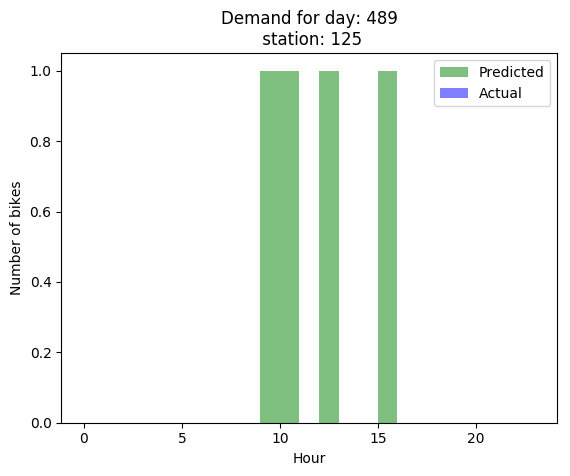 Demand for day: 489
station: 125
Predicted
Actual
1.0
0.8
0.6
0.4
0.2
0.0
Number of bikes
0 5 10 15 20
Hour